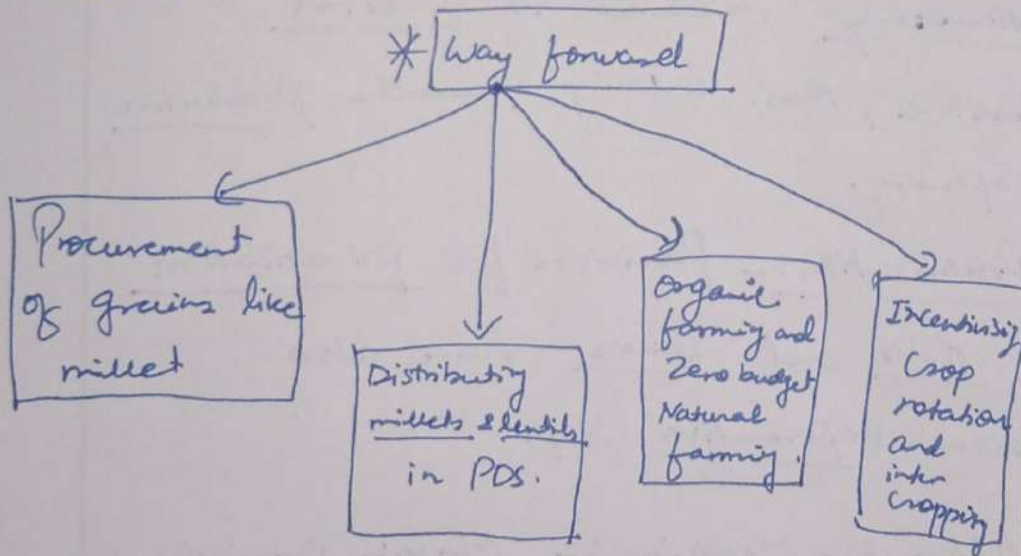 * Way forward
Procurement
of grains like
millet
Distributing
millets & lentils
in PDS.
Organic
farming and
Zero budget
Natural
farming.
Incentivising
Crop
rotation
and
inter
cropping